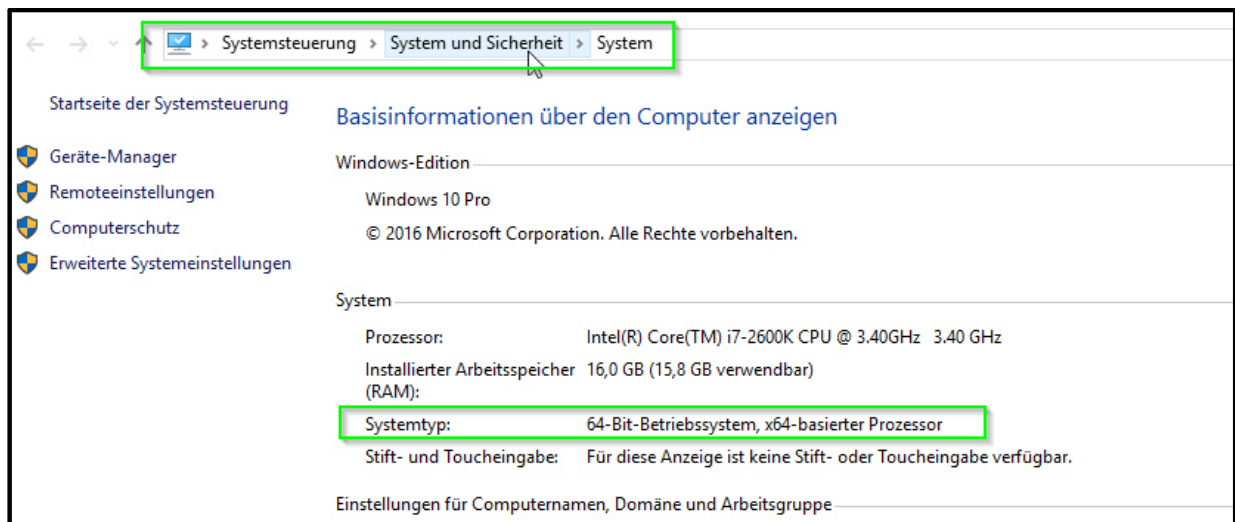 Systemsteuerung > System und Sicherheit > System
Startseite der Systemsteuerung
Geräte-Manager
Remoteeinstellungen
Computerschutz
Erweiterte Systemeinstellungen
Basisinformationen über den Computer anzeigen
Windows-Edition
Windows 10 Pro
© 2016 Microsoft Corporation. Alle Rechte vorbehalten.
System
Prozessor: Intel(R) Core(TM) i7-2600K CPU @ 3.40GHz 3.40 GHz
Installierter Arbeitsspeicher 16,0 GB (15,8 GB verwendbar)
(RAM):
Systemtyp: 64-Bit-Betriebssystem, x64-basierter Prozessor
Stift- und Toucheingabe: Für diese Anzeige ist keine Stift- oder Toucheingabe verfügbar.
Einstellungen für Computernamen, Domäne und Arbeitsgruppe